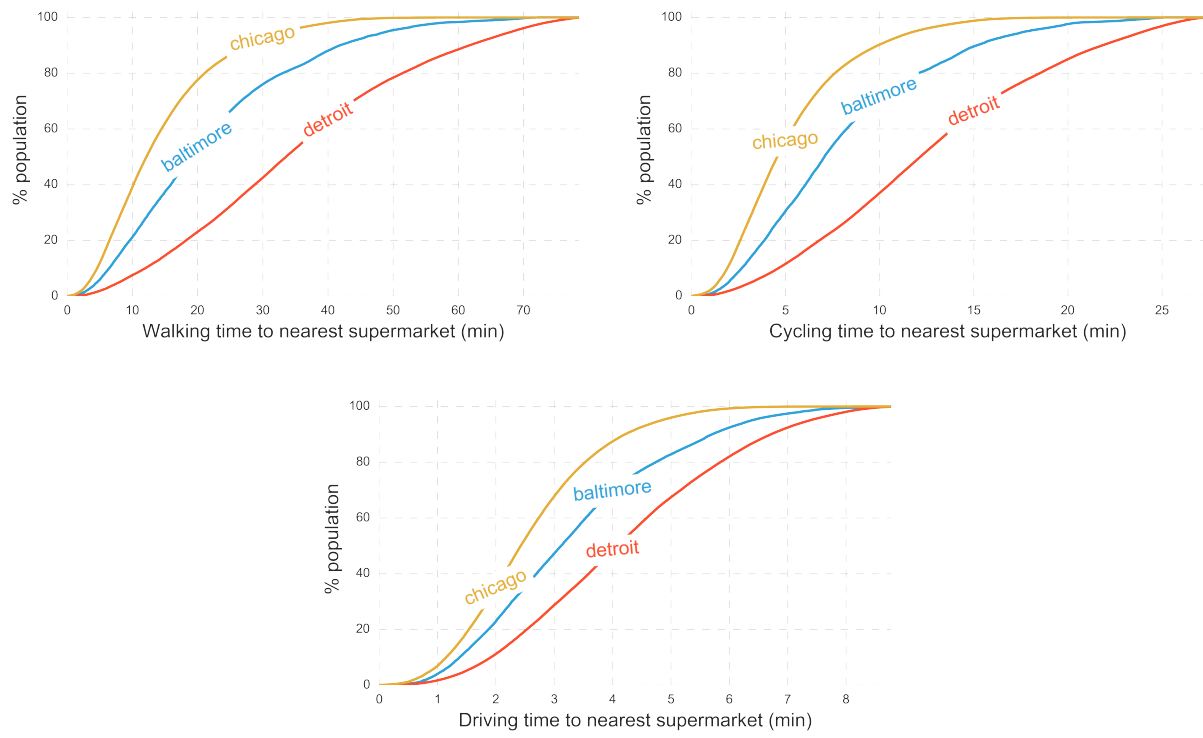 100
80
60
40
20
0
% population
chicago
baltimore
detroit
0 10 20 30 40 50 60 70
Walking time to nearest supermarket (min)
100
80
60
40
20
0
% population
baltimore
detroit
chicago
0 5 10 15 20 25
Cycling time to nearest supermarket (min)
100
80
60
40
20
0
% population
baltimore
detroit
chicago
0 1 2 3 4 5 6 7 8
Driving time to nearest supermarket (min)